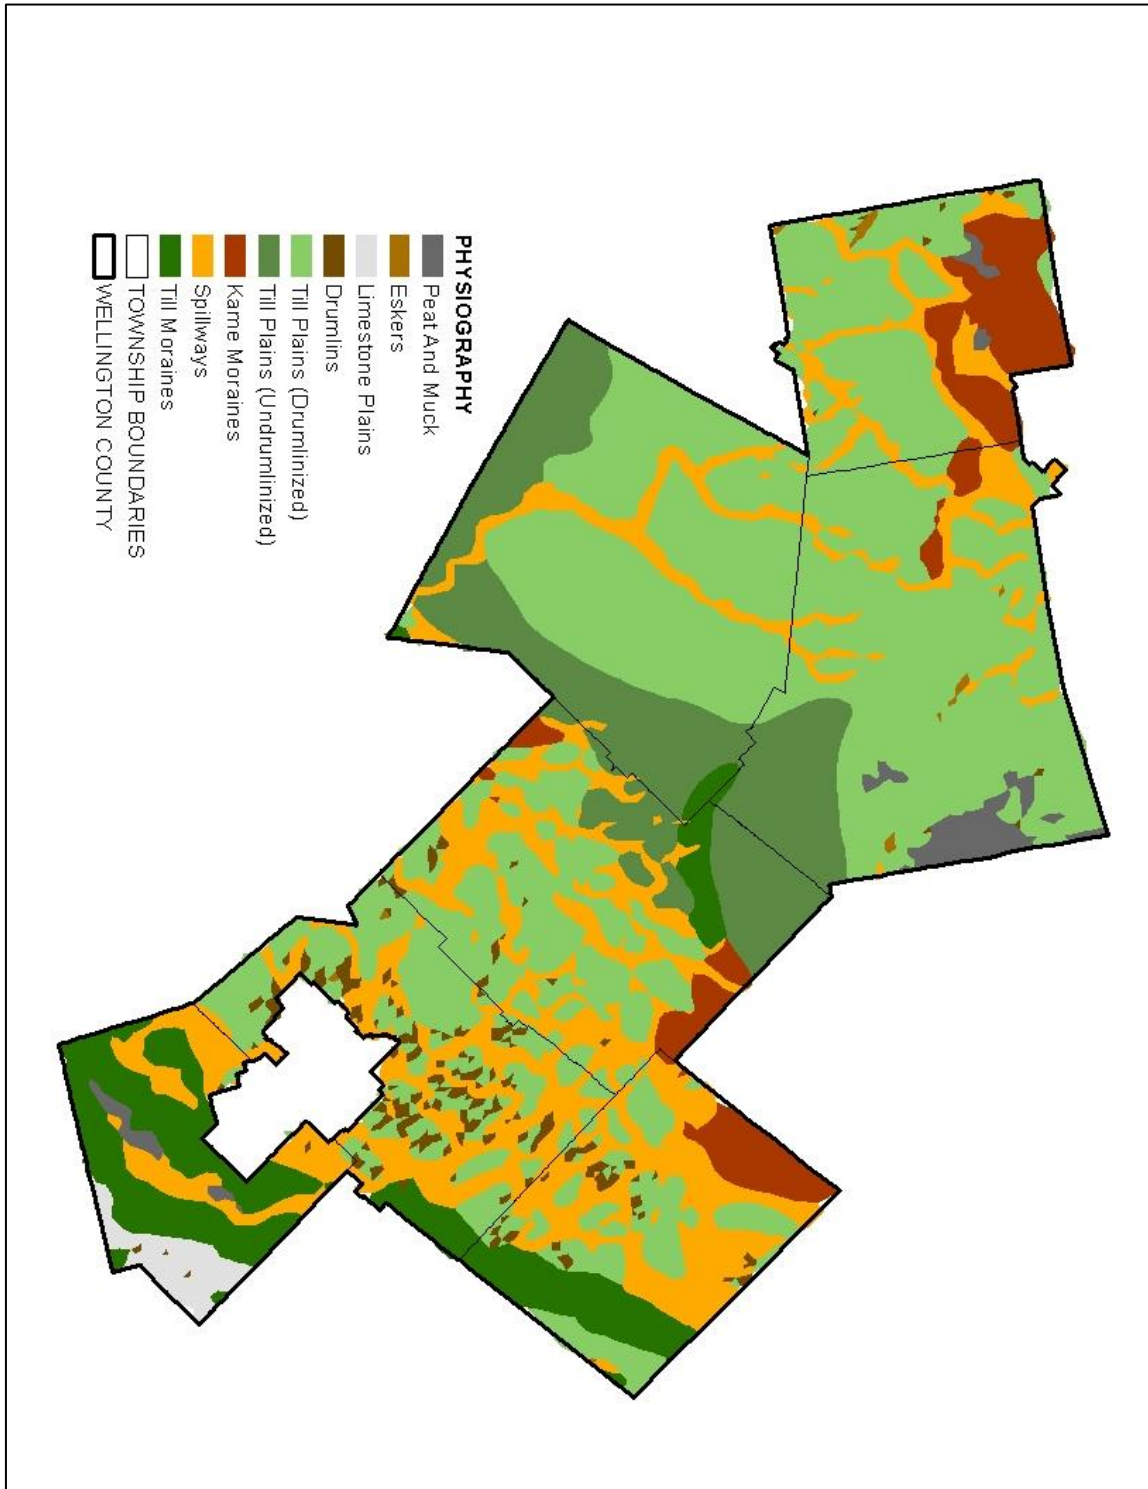 PHYSIOGRAPHY
Peat And Muck
Eskers
Limestone Plains
Drumlins
Till Plains (Drumlinized)
Till Plains (Undrumlinized)
Kame Moraines
Spillways
Till Moraines
TOWNSHIP BOUNDARIES
WELLINGTON COUNTY